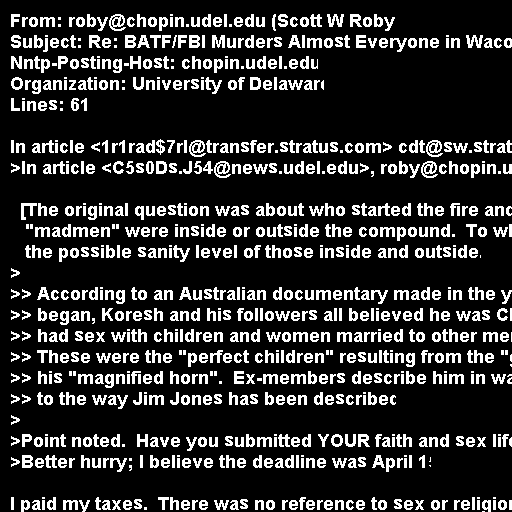 From: roby@chopin.udel.edu (Scott W Roby
Subject: Re: BATF/FBI Murders Almost Everyone in Waco
Nntp-Posting-Host: chopin.udel.edu
Organization: University of Delaware
Lines: 61
In article <1r1rad$7rl@transfer.stratus.com> cdt@sw.strat
>In article <C5s0Ds.J54@news.udel.edu>, roby@chopin.u
[The original question was about who started the fire and
"madmen" were inside or outside the compound. To wh
the possible sanity level of those inside and outside.
>
>> According to an Australian documentary made in the y
>> began, Koresh and his followers all believed he was C
>> had sex with children and women married to other me
>> These were the "perfect children" resulting from the "g
>> his "magnified horn". Ex-members describe him in wa
>> to the way Jim Jones has been described
>
>Point noted. Have you submitted YOUR faith and sex life
>Better hurry; I believe the deadline was April 1
I paid my taxes. There was no reference to sex or religio